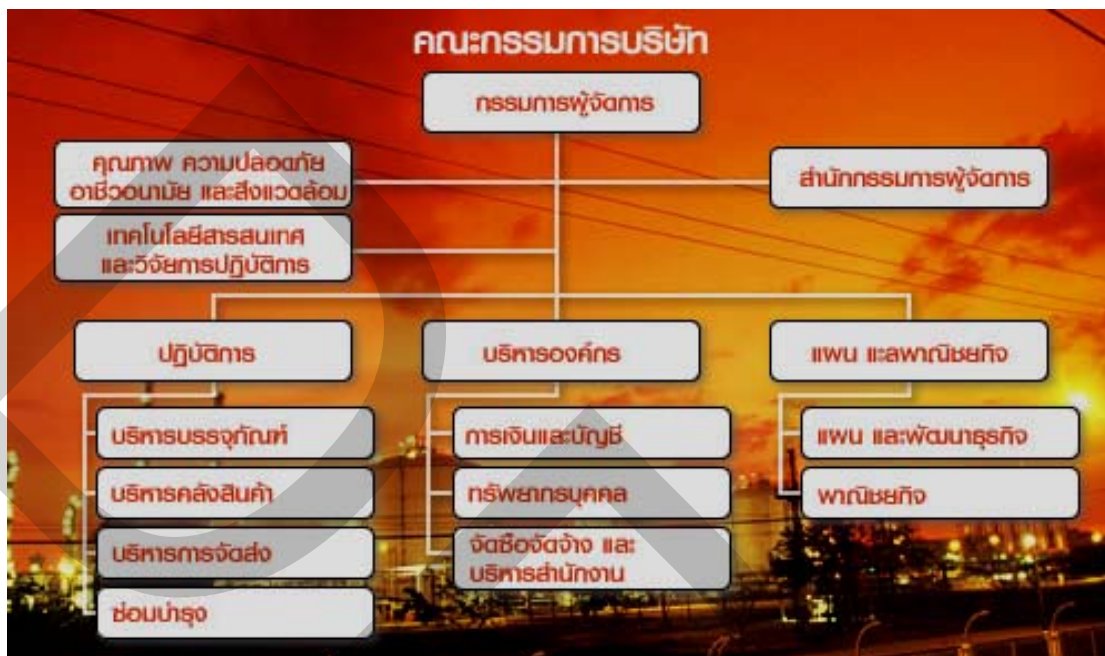 คณะกรรมการบริษัท
กรรมการผู้จัดการ
คุณภาพ ความปลอดภัย
อาชีวอนามัย และสิ่งแวดล้อม
สำนักกรรมการผู้จัดการ
เทคโนโลยีสารสนเทศ
และวิจัยการปฏิบัติการ
ปฏิบัติการ
บริหารองค์กร
แผน และพาณิชยกิจ
บริหารบรรจุภัณฑ์
การเงินและบัญชี
แผน และพัฒนาธุรกิจ
บริหารคลังสินค้า
ทรัพยากรบุคคล
พาณิชยกิจ
บริหารการจัดส่ง
จัดซื้อจัดจ้าง และ
บริหารสำนักงาน
ซ่อมบำรุง